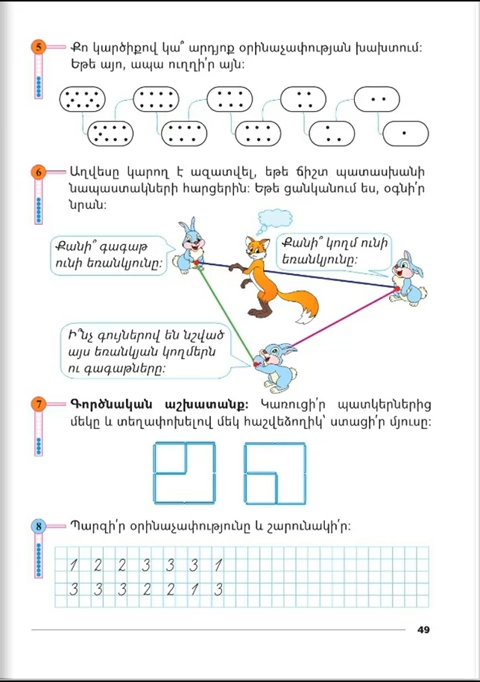 5 Քո կարծիքով կա՞ արդյոք օրինաչափության խախտում:
Եթե այո, ապա ուղղի՛ր այն:
6 Աղվեսը կարող է ազատվել, եթե ճիշտ պատասխանի
նապաստակների հարցերին: Եթե ցանկանում ես, օգնի՛ր
նրան:
Քանի՞ գագաթ
ունի եռանկյունը:
Քանի՞ կողմ ունի
եռանկյունը:
Ի՞նչ գույներով են նշված
այս եռանկյան կողմերն
ու գագաթները:
7 Գործնական աշխատանք: Կառուցի՛ր պատկերներից
մեկը և տեղափոխելով մեկ հաշվեձողիկ՝ ստացի՛ր մյուսը:
8 Պարզի՛ր օրինաչափությունը և շարունակի՛ր:
1 2 2 3 3 3 1
3 3 3 2 2 1 3
49